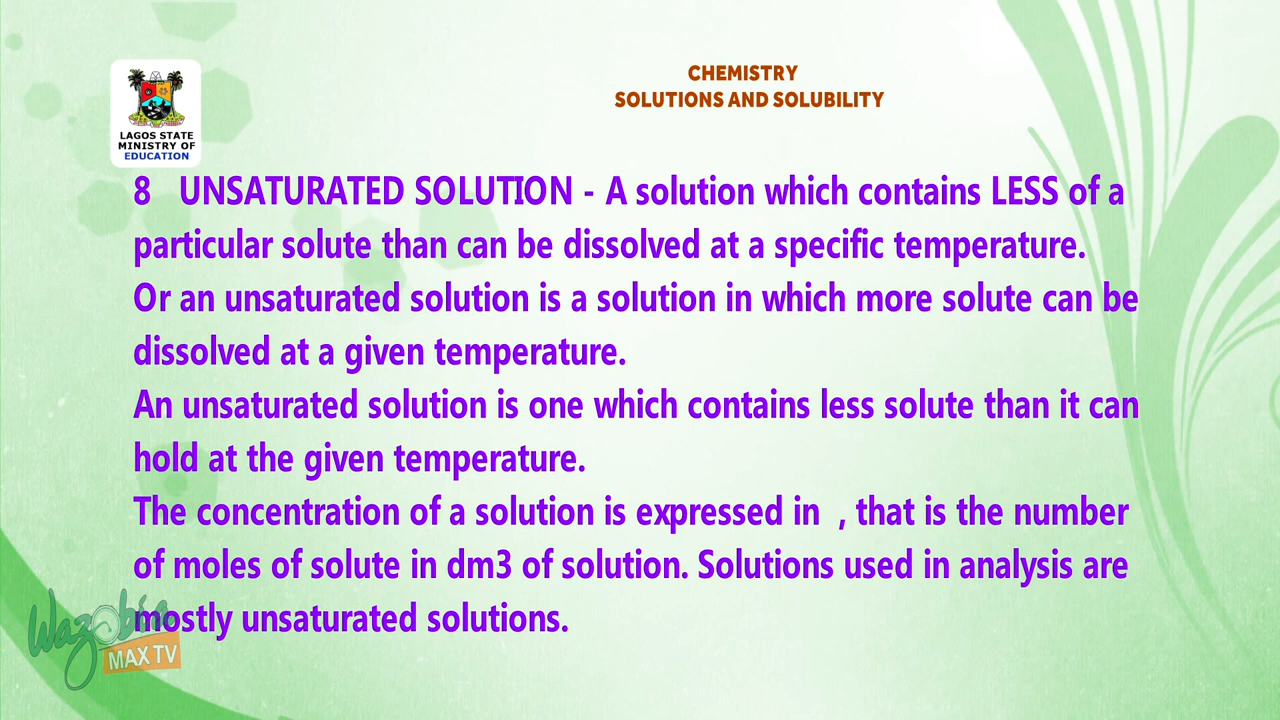 CHEMISTRY
SOLUTIONS AND SOLUBILITY
LAGOS STATE
MINISTRY OF
EDUCATION
8 UNSATURATED SOLUTION - A solution which contains LESS of a
particular solute than can be dissolved at a specific temperature.
Or an unsaturated solution is a solution in which more solute can be
dissolved at a given temperature.
An unsaturated solution is one which contains less solute than it can
hold at the given temperature.
The concentration of a solution is expressed in , that is the number
of moles of solute in dm3 of solution. Solutions used in analysis are
mostly unsaturated solutions.
Wazobia
MAX TV